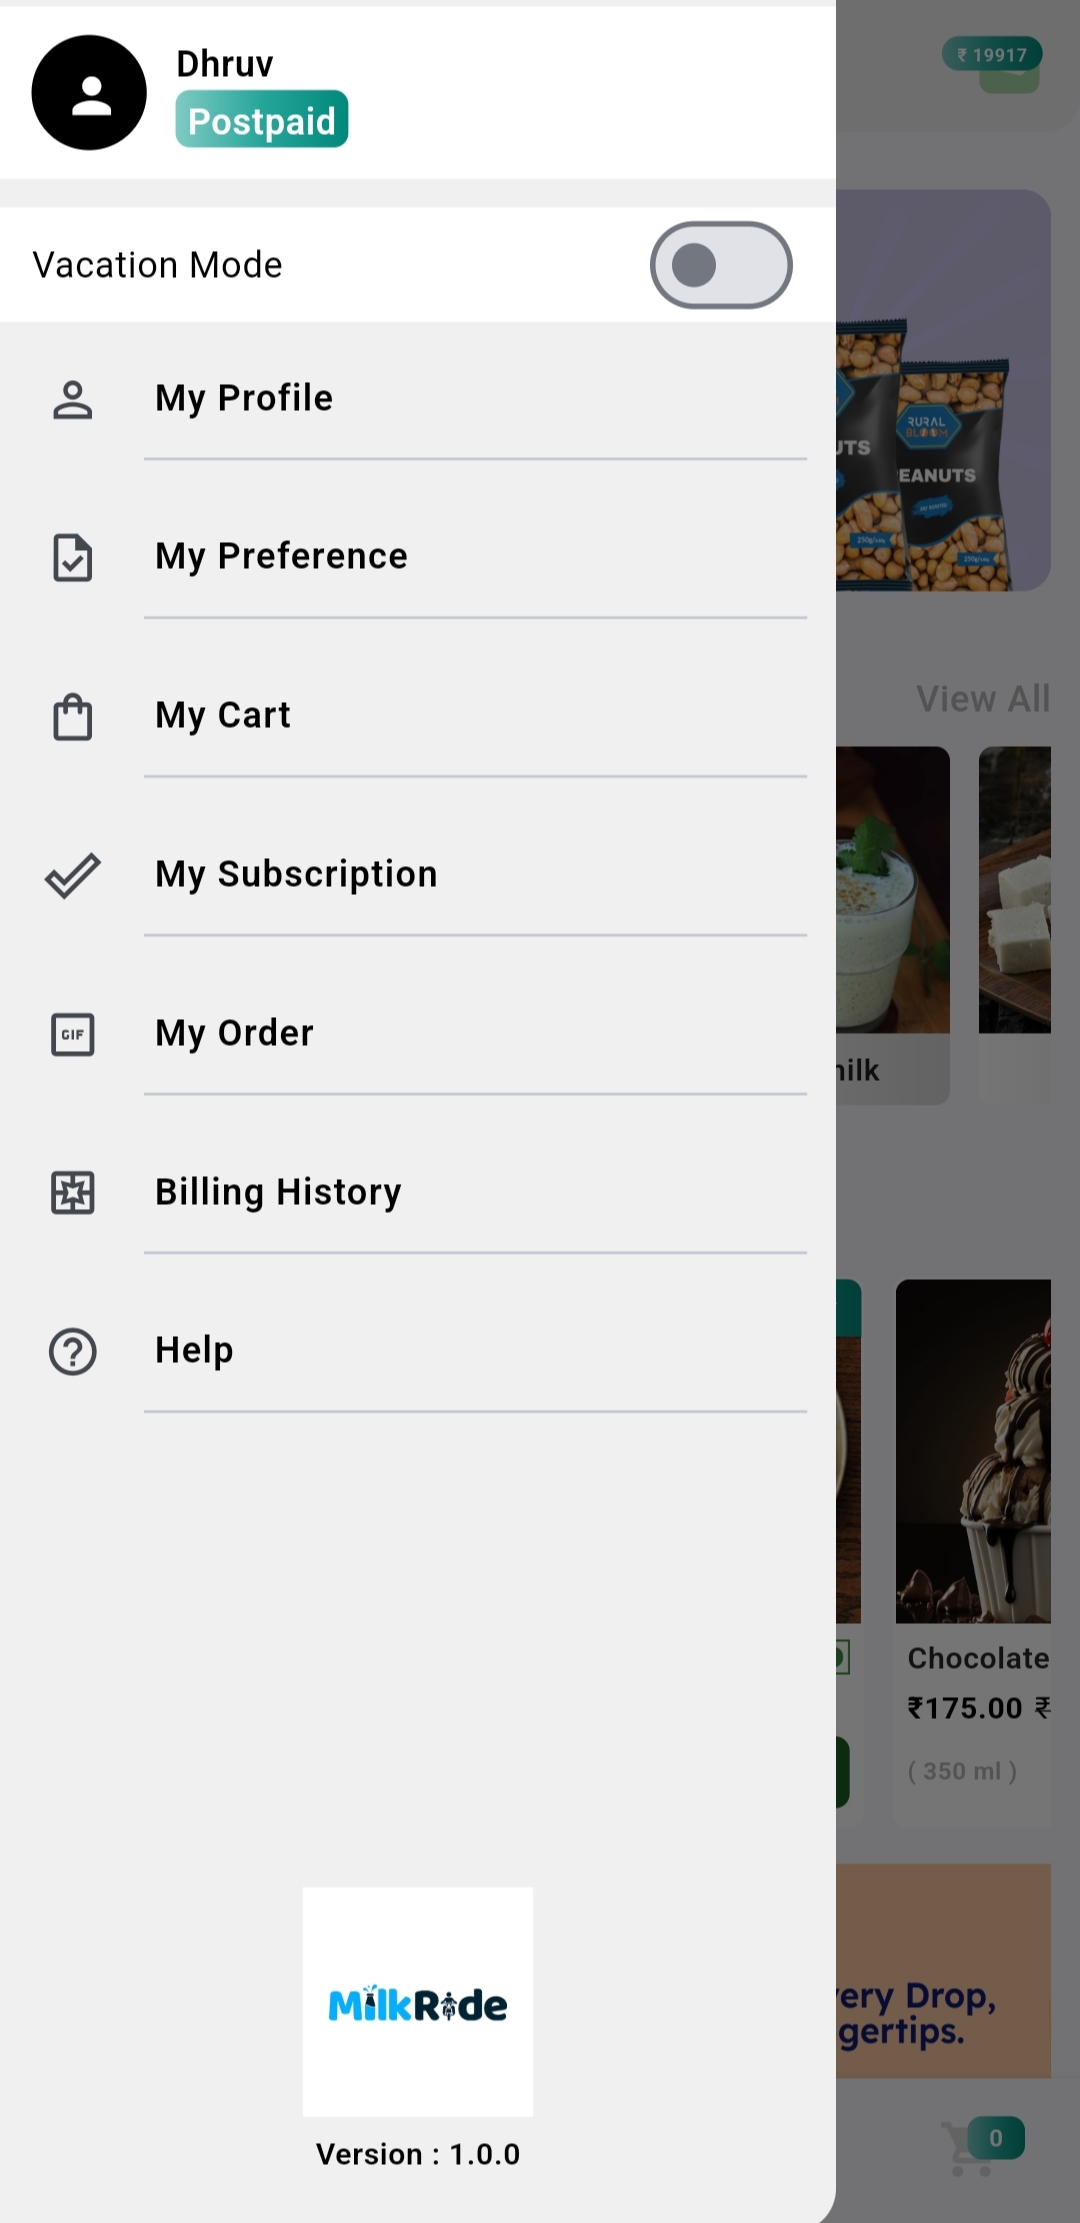 Dhruv
Postpaid
₹ 19917
Vacation Mode
My Profile
RURAL
BLOOM
UTS
EANUTS
250g
250g
My Preference
My Cart
View All
My Subscription
My Order
GIF
ilk
Billing History
Help
Chocolate
₹175.00 ₹
( 350 ml )
MilkRide
ery Drop,
gertips.
Version : 1.0.0
0